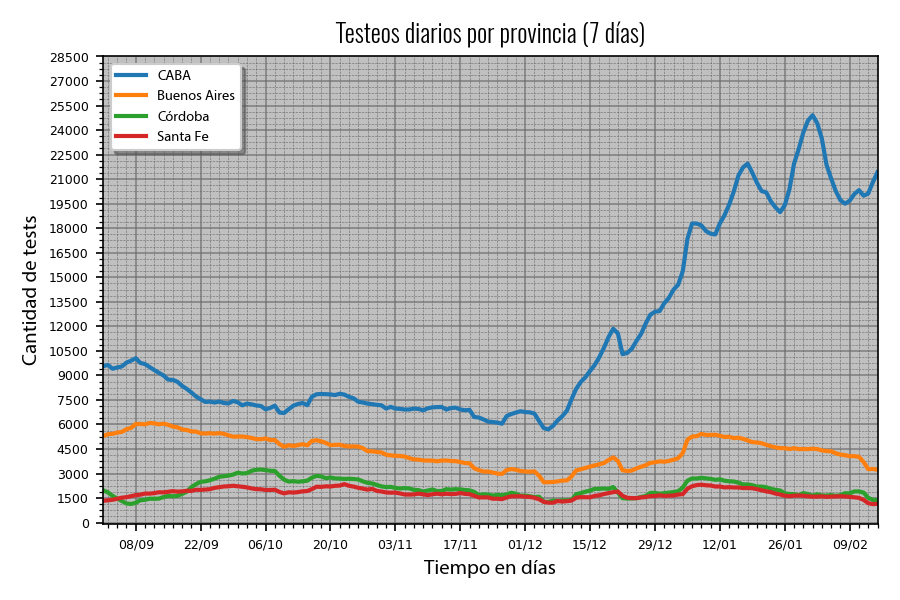 Testeos diarios por provincia (7 días)
28500
27000
25500
24000
22500
21000
19500
18000
16500
15000
13500
12000
10500
9000
7500
6000
4500
3000
1500
0
Cantidad de tests
CABA
Buenos Aires
Córdoba
Santa Fe
08/09 22/09 06/10 20/10 03/11 17/11 01/12 15/12 29/12 12/01 26/01 09/02
Tiempo en días